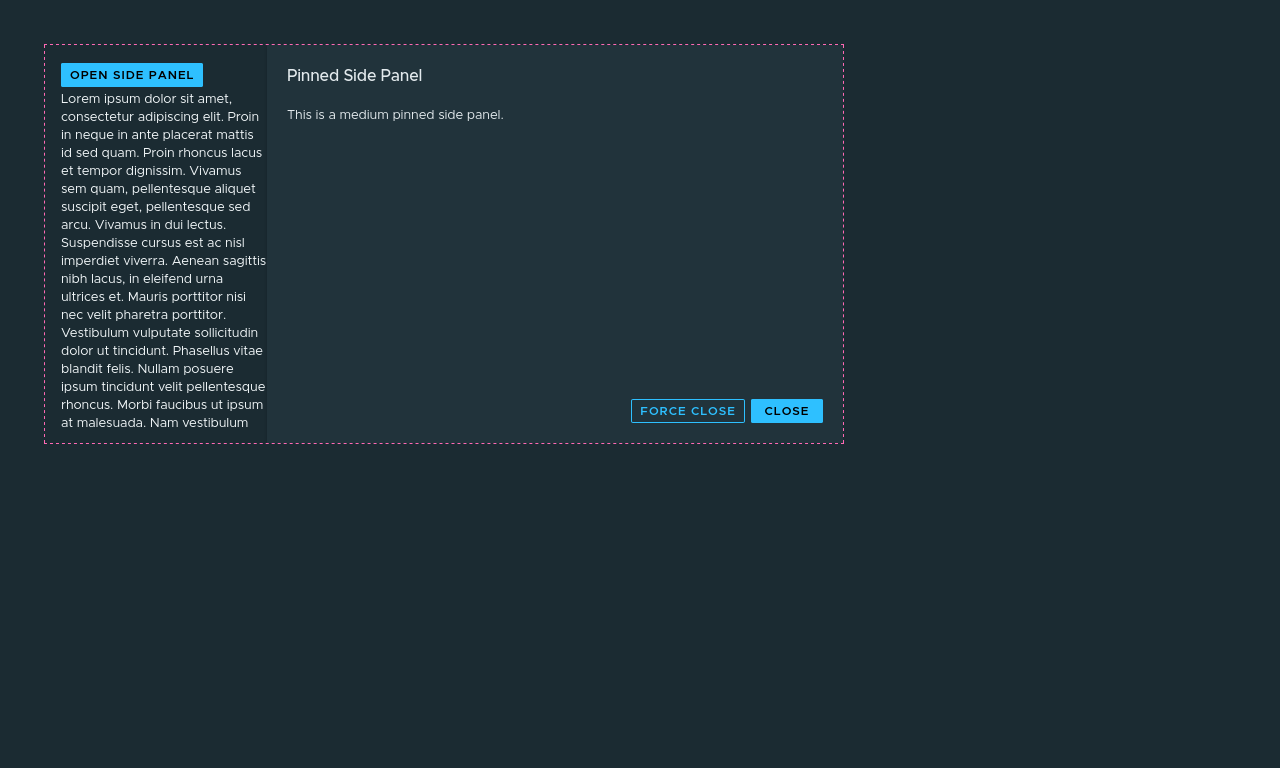 OPEN SIDE PANEL
Lorem ipsum dolor sit amet,
consectetur adipiscing elit. Proin
in neque in ante placerat mattis
id sed quam. Proin rhoncus lacus
et tempor dignissim. Vivamus
sem quam, pellentesque aliquet
suscipit eget, pellentesque sed
arcu. Vivamus in dui lectus.
Suspendisse cursus est ac nisl
imperdiet viverra. Aenean sagittis
nibh lacus, in eleifend urna
ultrices et. Mauris porttitor nisi
nec velit pharetra porttitor.
Vestibulum vulputate sollicitudin
dolor ut tincidunt. Phasellus vitae
blandit felis. Nullam posuere
ipsum tincidunt velit pellentesque
rhoncus. Morbi faucibus ut ipsum
at malesuada. Nam vestibulum
Pinned Side Panel
This is a medium pinned side panel.
FORCE CLOSE
CLOSE